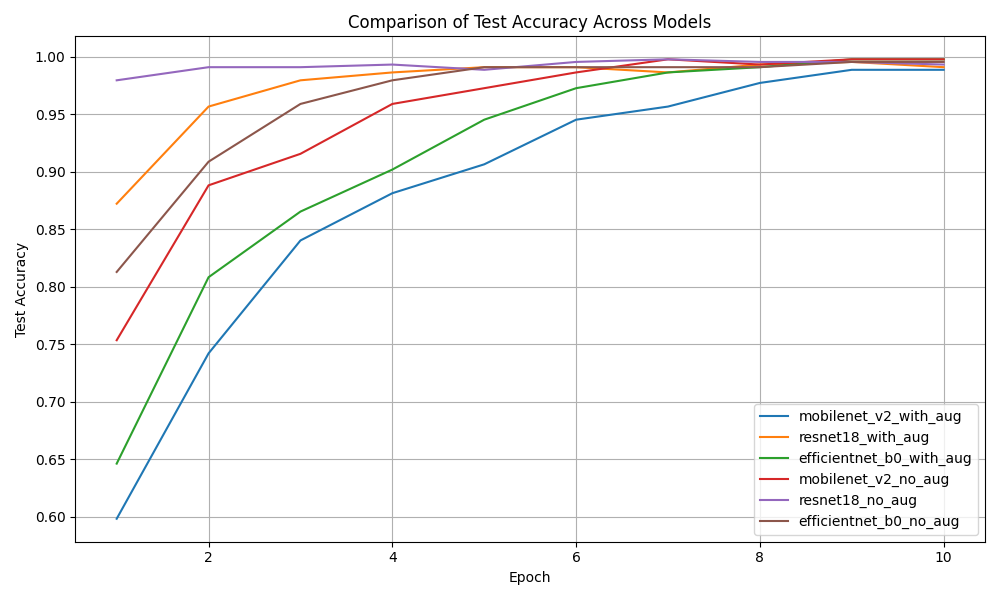 Comparison of Test Accuracy Across Models
1.00
0.95
0.90
0.85
0.80
0.75
0.70
0.65
0.60
Test Accuracy
mobilenet_v2_with_aug
resnet18_with_aug
efficientnet_b0_with_aug
mobilenet_v2_no_aug
resnet18_no_aug
efficientnet_b0_no_aug
2 4 6 8 10
Epoch